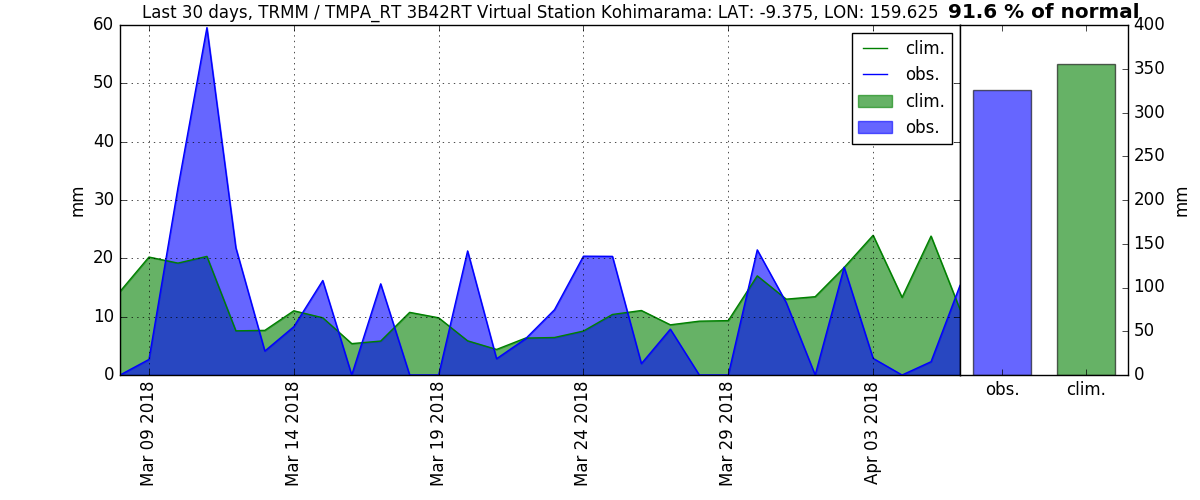 Last 30 days, TRMM / TMPA_RT 3B42RT Virtual Station Kohimarama: LAT: -9.375, LON: 159.625 91.6 % of normal
60
50
40
30
20
10
0
mm
clim.
obs.
clim.
obs.
Mar 09 2018
Mar 14 2018
Mar 19 2018
Mar 24 2018
Mar 29 2018
Apr 03 2018
400
350
300
250
200
150
100
50
0
mm
obs. clim.